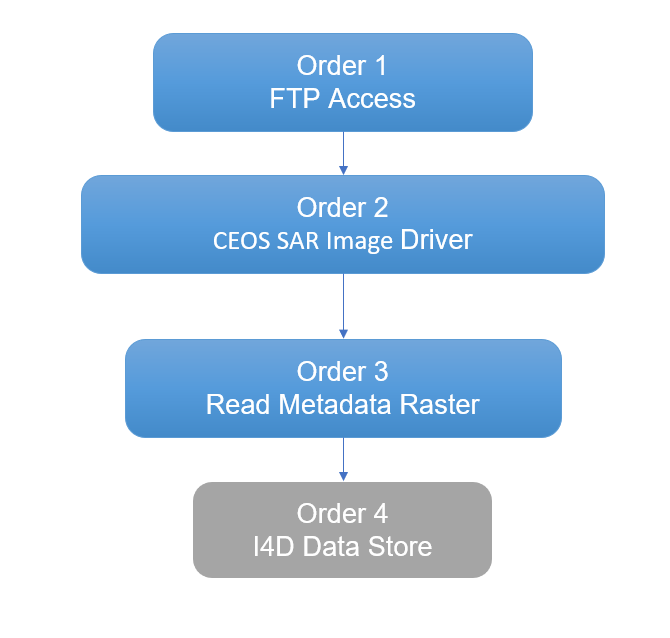 Order 1
FTP Access
Order 2
CEOS SAR Image Driver
Order 3
Read Metadata Raster
Order 4
I4D Data Store